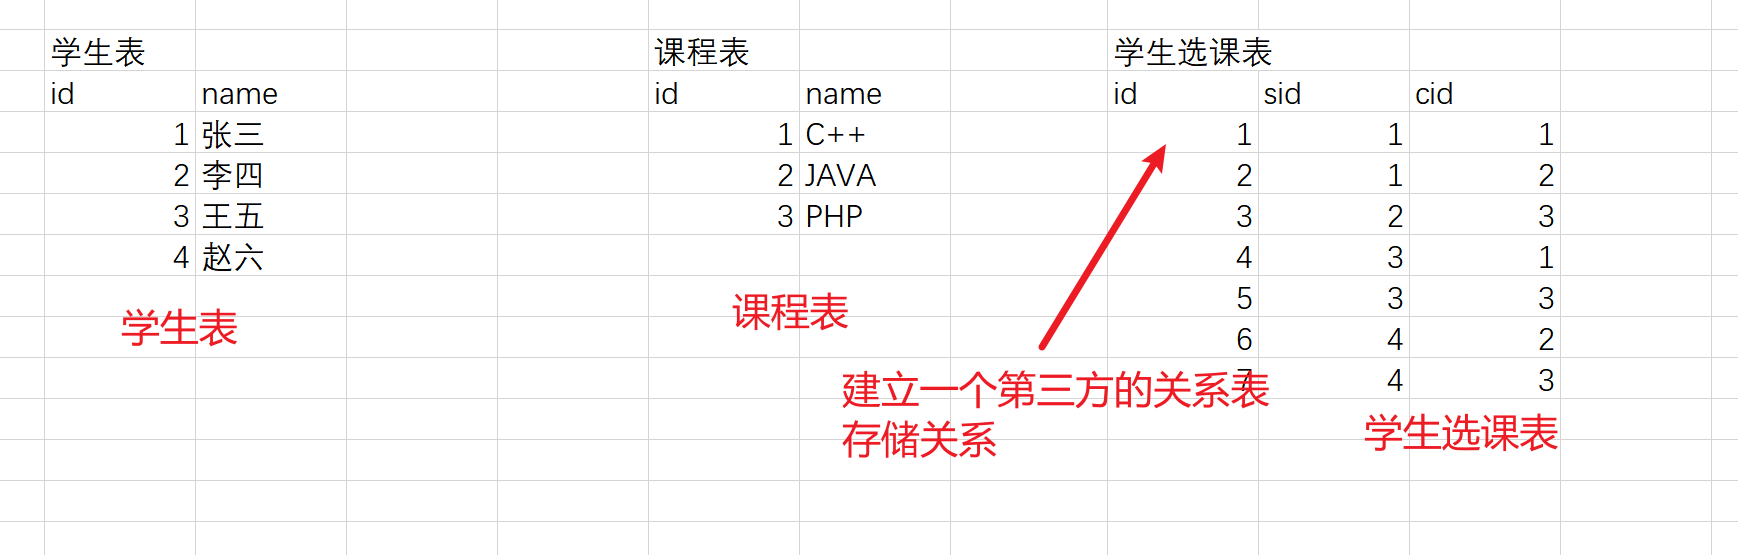 学生表 课程表 学生选课表
id name id name id sid cid
1 张三 1 C++ 1 1 1
2 李四 2 JAVA 2 1 2
3 王五 3 PHP 3 2 3
4 赵六 4 3 1
5 3 3
6 4 2
7 4 3
学生表
课程表
建立一个第三方的关系表
存储关系
学生选课表